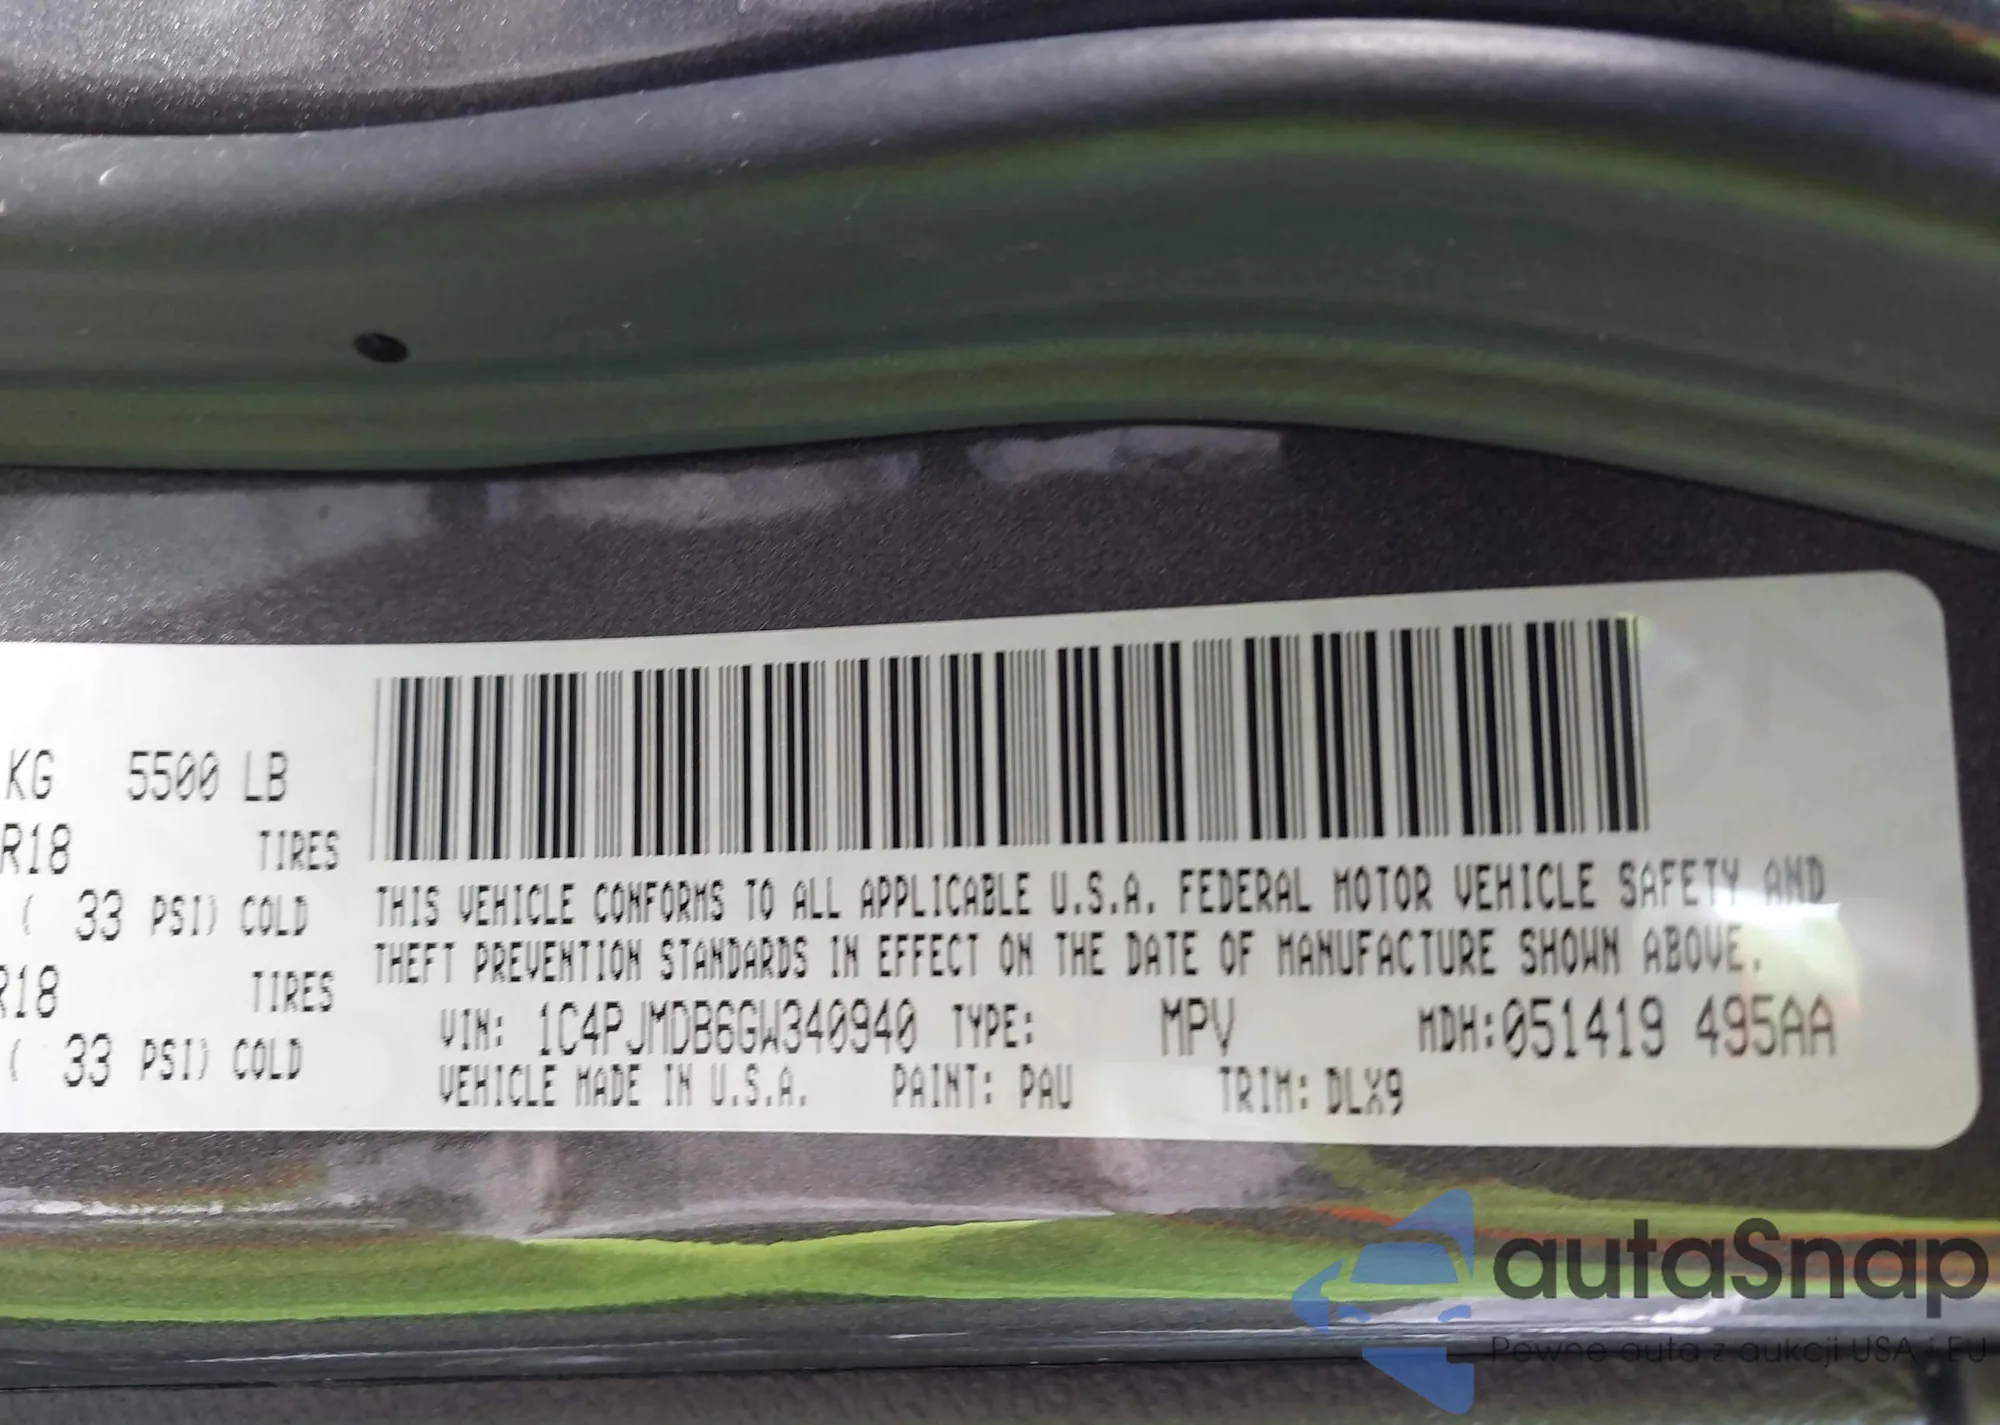 KG 5500 LB
R18 TIRES
( 33 PSI) COLD
R18 TIRES
( 33 PSI) COLD
THIS VEHICLE CONFORMS TO ALL APPLICABLE U.S.A. FEDERAL MOTOR VEHICLE SAFETY AND
THEFT PREVENTION STANDARDS IN EFFECT ON THE DATE OF MANUFACTURE SHOWN ABOVE.
VIN: 1C4PJMDB6GW340940 TYPE: MPV MDH:051419 495AA
VEHICLE MADE IN U.S.A. PAINT: PAU TRIM: DLX9
autaSnap
Pewne auta z aukcji USA i EU